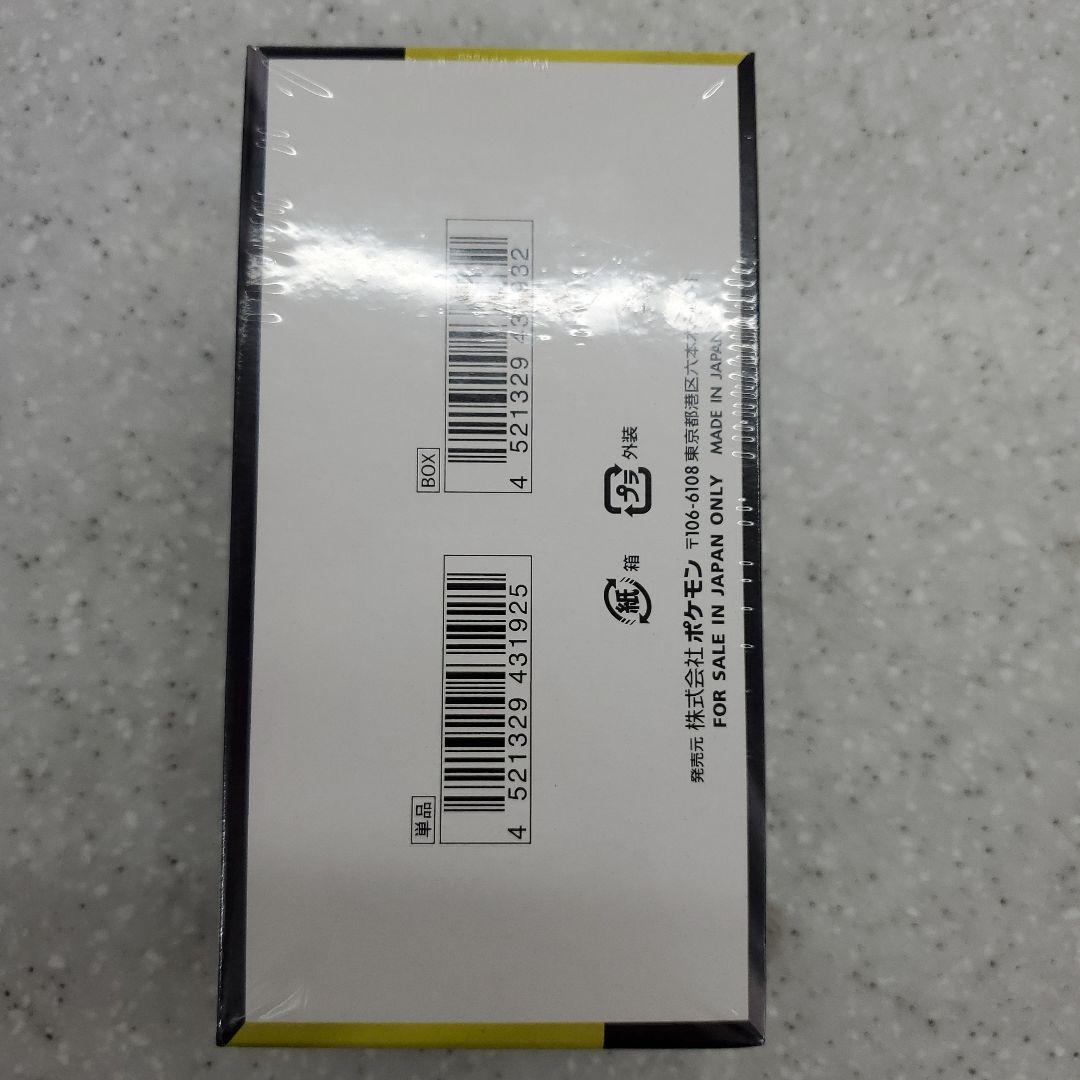 単品
4 521329 431925
BOX
4 521329 43
932
紙 箱
プラ 外装
発売元 株式会社 ポケモン 〒106-6108 東京都港区六本木
FOR SALE IN JAPAN ONLY MADE IN JAPAN